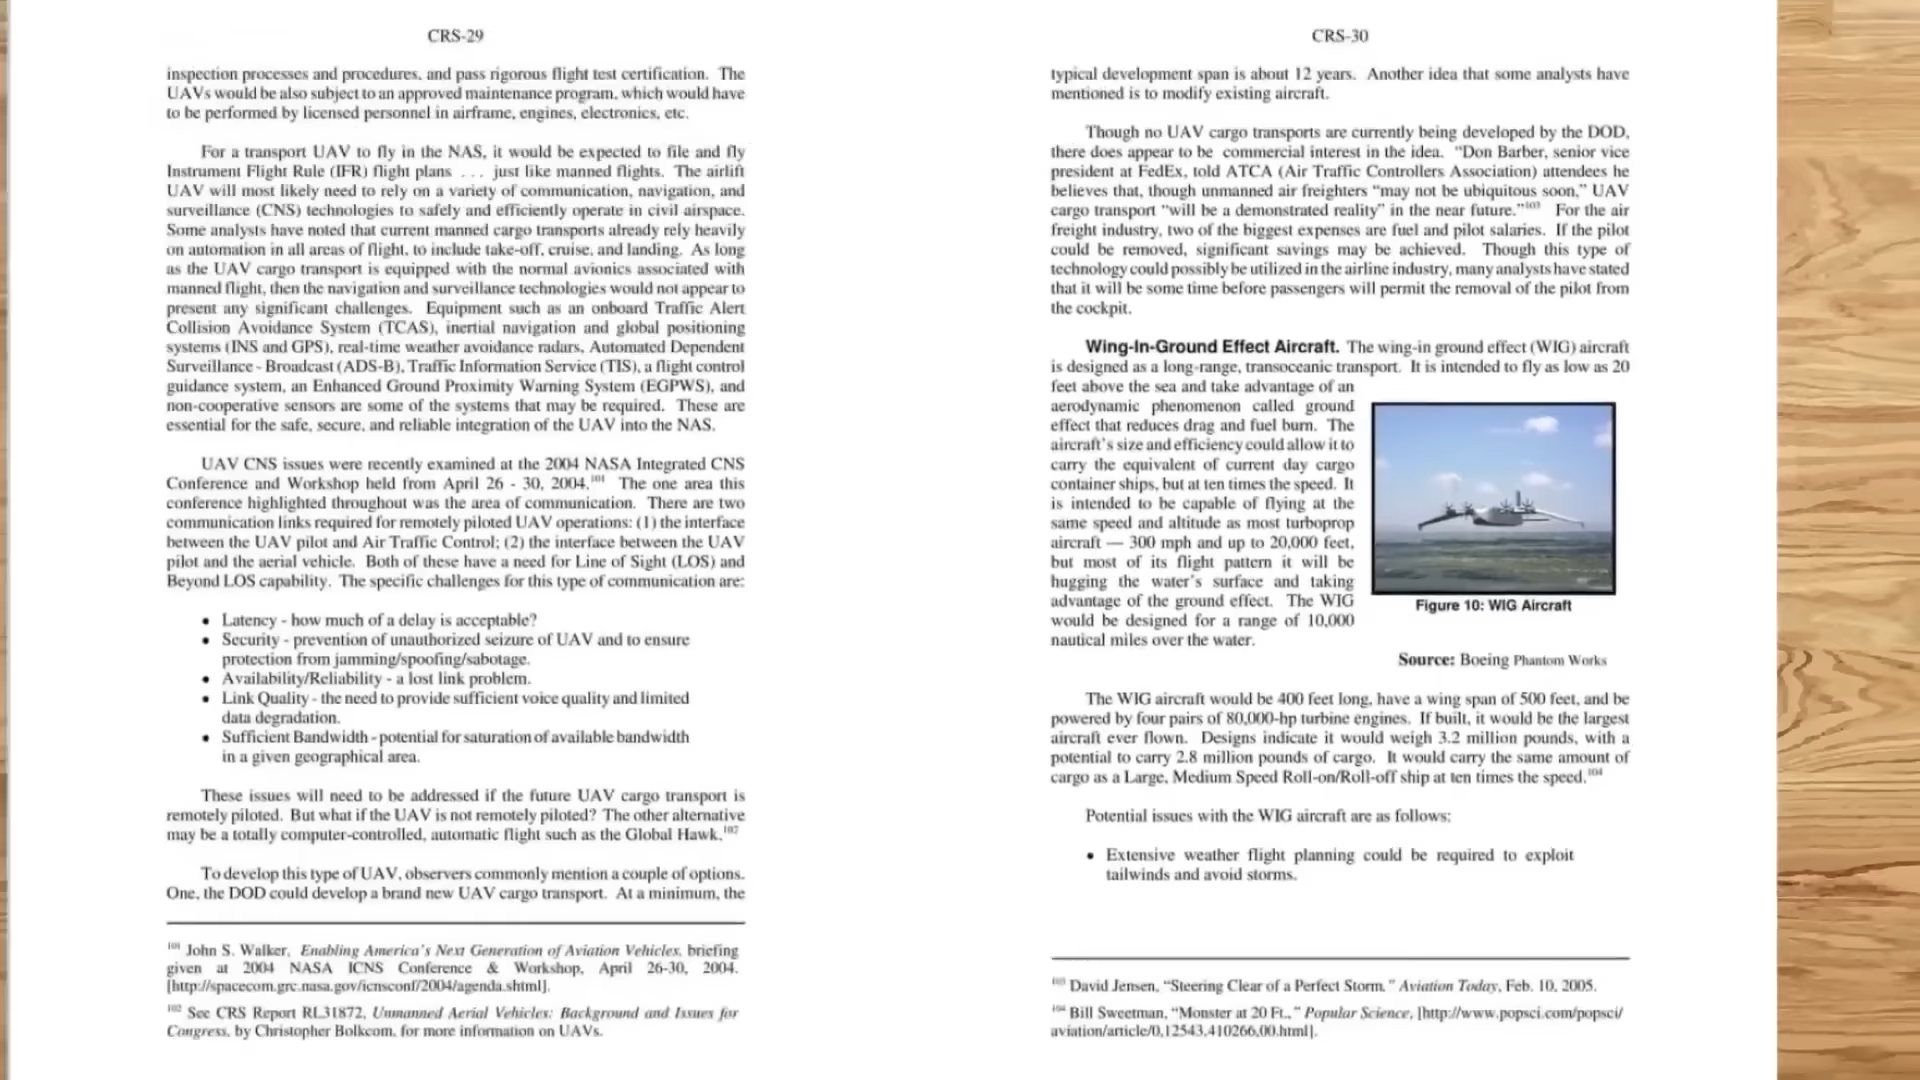 CRS-29
inspection processes and procedures, and pass rigorous flight test certification. The
UAVs would be also subject to an approved maintenance program, which would have
to be performed by licensed personnel in airframe, engines, electronics, etc.
For a transport UAV to fly in the NAS, it would be expected to file and fly
Instrument Flight Rule (IFR) flight plans . . . just like manned flights. The airlift
UAV will most likely need to rely on a variety of communication, navigation, and
surveillance (CNS) technologies to safely and efficiently operate in civil airspace.
Some analysts have noted that current manned cargo transports already rely heavily
on automation in all areas of flight, to include take-off, cruise, and landing. As long
as the UAV cargo transport is equipped with the normal avionics associated with
manned flight, then the navigation and surveillance technologies would not appear to
present any significant challenges. Equipment such as an onboard Traffic Alert
Collision Avoidance System (TCAS), inertial navigation and global positioning
systems (INS and GPS), real-time weather avoidance radars, Automated Dependent
Surveillance - Broadcast (ADS-B), Traffic Information Service (TIS), a flight control
guidance system, an Enhanced Ground Proximity Warning System (EGPWS), and
non-cooperative sensors are some of the systems that may be required. These are
essential for the safe, secure, and reliable integration of the UAV into the NAS.
UAV CNS issues were recently examined at the 2004 NASA Integrated CNS
Conference and Workshop held from April 26 - 30, 2004.101 The one area this
conference highlighted throughout was the area of communication. There are two
communication links required for remotely piloted UAV operations: (1) the interface
between the UAV pilot and Air Traffic Control; (2) the interface between the UAV
pilot and the aerial vehicle. Both of these have a need for Line of Sight (LOS) and
Beyond LOS capability. The specific challenges for this type of communication are:
• Latency - how much of a delay is acceptable?
• Security - prevention of unauthorized seizure of UAV and to ensure
protection from jamming/spoofing/sabotage.
• Availability/Reliability - a lost link problem.
• Link Quality - the need to provide sufficient voice quality and limited
data degradation.
• Sufficient Bandwidth - potential for saturation of available bandwidth
in a given geographical area.
These issues will need to be addressed if the future UAV cargo transport is
remotely piloted. But what if the UAV is not remotely piloted? The other alternative
may be a totally computer-controlled, automatic flight such as the Global Hawk.102
To develop this type of UAV, observers commonly mention a couple of options.
One, the DOD could develop a brand new UAV cargo transport. At a minimum, the
101 John S. Walker, Enabling America's Next Generation of Aviation Vehicles, briefing
given at 2004 NASA ICNS Conference & Workshop, April 26-30, 2004.
[http://spacecom.grc.nasa.gov/icnsconf/2004/agenda.shtml].
102 See CRS Report RL31872, Unmanned Aerial Vehicles: Background and Issues for
Congress, by Christopher Bolkcom, for more information on UAVs.
CRS-30
typical development span is about 12 years. Another idea that some analysts have
mentioned is to modify existing aircraft.
Though no UAV cargo transports are currently being developed by the DOD,
there does appear to be commercial interest in the idea. "Don Barber, senior vice
president at FedEx, told ATCA (Air Traffic Controllers Association) attendees he
believes that, though unmanned air freighters "may not be ubiquitous soon," UAV
cargo transport "will be a demonstrated reality" in the near future."103 For the air
freight industry, two of the biggest expenses are fuel and pilot salaries. If the pilot
could be removed, significant savings may be achieved. Though this type of
technology could possibly be utilized in the airline industry, many analysts have stated
that it will be some time before passengers will permit the removal of the pilot from
the cockpit.
Wing-In-Ground Effect Aircraft. The wing-in ground effect (WIG) aircraft
is designed as a long-range, transoceanic transport. It is intended to fly as low as 20
feet above the sea and take advantage of an
aerodynamic phenomenon called ground
effect that reduces drag and fuel burn. The
aircraft's size and efficiency could allow it to
carry the equivalent of current day cargo
container ships, but at ten times the speed. It
is intended to be capable of flying at the
same speed and altitude as most turboprop
aircraft — 300 mph and up to 20,000 feet,
but most of its flight pattern it will be
hugging the water's surface and taking
advantage of the ground effect. The WIG
would be designed for a range of 10,000
nautical miles over the water.
Figure 10: WIG Aircraft
Source: Boeing Phantom Works
The WIG aircraft would be 400 feet long, have a wing span of 500 feet, and be
powered by four pairs of 80,000-hp turbine engines. If built, it would be the largest
aircraft ever flown. Designs indicate it would weigh 3.2 million pounds, with a
potential to carry 2.8 million pounds of cargo. It would carry the same amount of
cargo as a Large, Medium Speed Roll-on/Roll-off ship at ten times the speed.104
Potential issues with the WIG aircraft are as follows:
• Extensive weather flight planning could be required to exploit
tailwinds and avoid storms.
103 David Jensen, "Steering Clear of a Perfect Storm," Aviation Today, Feb. 10, 2005.
104 Bill Sweetman, "Monster at 20 Ft.," Popular Science, [http://www.popsci.com/popsci/
aviation/article/0,12543,410266,00.html].